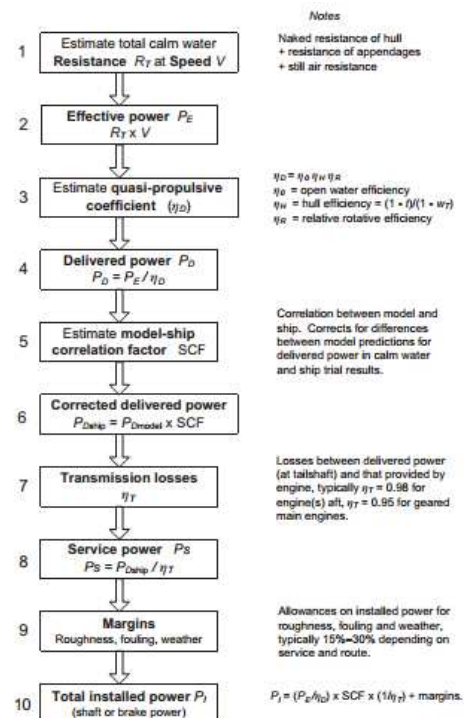 Notes
1
Estimate total calm water
Resistance R_T at Speed V
Naked resistance of hull
+ resistance of appendages
+ still air resistance
2
Effective power P_E
R_T x V
3
Estimate quasi-propulsive
coefficient (η_D)
η_D = η_0 η_H η_R
η_0 = open water efficiency
η_H = hull efficiency = (1 - t)/(1 - w_T)
η_R = relative rotative efficiency
4
Delivered power P_D
P_D = P_E / η_D
5
Estimate model-ship
correlation factor SCF
Correlation between model and
ship. Corrects for differences
between model predictions for
delivered power in calm water
and ship trial results.
6
Corrected delivered power
P_Dship = P_Dmodel x SCF
7
Transmission losses
η_T
Losses between delivered power
(at tailshaft) and that provided by
engine, typically η_T = 0.98 for
engine(s) aft, η_T = 0.95 for geared
main engines.
8
Service power Ps
Ps = P_Dship / η_T
9
Margins
Roughness, fouling, weather
Allowances on installed power for
roughness, fouling and weather,
typically 15%–30% depending on
service and route.
10
Total installed power P_I
(shaft or brake power)
P_I = (P_E/η_D) x SCF x (1/η_T) + margins.